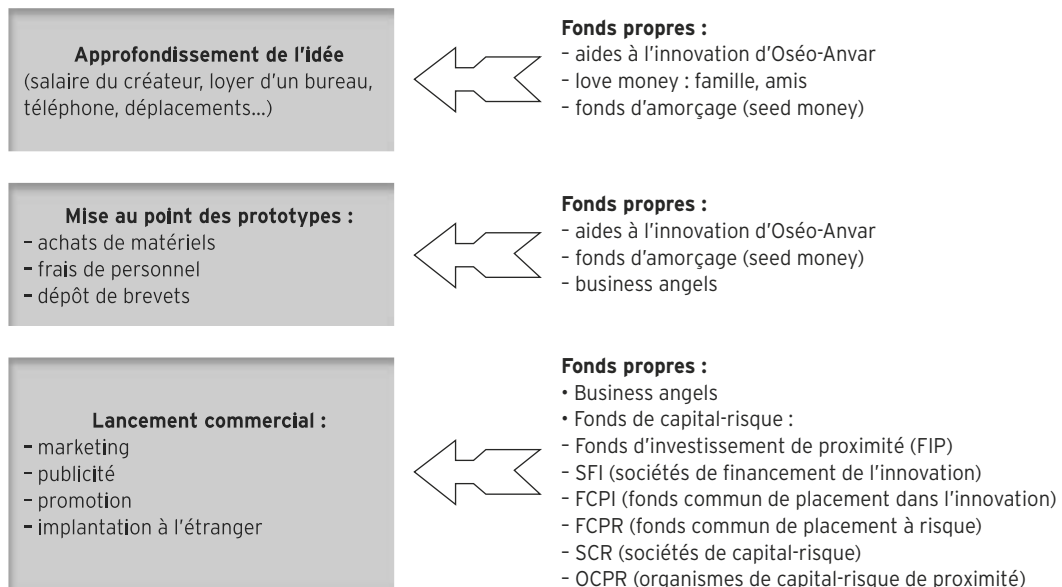 Approfondissement de l'idée
(salaire du créateur, loyer d'un bureau,
téléphone, déplacements...)
Fonds propres :
– aides à l'innovation d'Oséo-Anvar
– love money : famille, amis
– fonds d'amorçage (seed money)
Mise au point des prototypes :
– achats de matériels
– frais de personnel
– dépôt de brevets
Fonds propres :
– aides à l'innovation d'Oséo-Anvar
– fonds d'amorçage (seed money)
– business angels
Lancement commercial :
– marketing
– publicité
– promotion
– implantation à l'étranger
Fonds propres :
• Business angels
• Fonds de capital-risque :
– Fonds d'investissement de proximité (FIP)
– SFI (sociétés de financement de l'innovation)
– FCPI (fonds commun de placement dans l'innovation)
– FCPR (fonds commun de placement à risque)
– SCR (sociétés de capital-risque)
– OCPR (organismes de capital-risque de proximité)